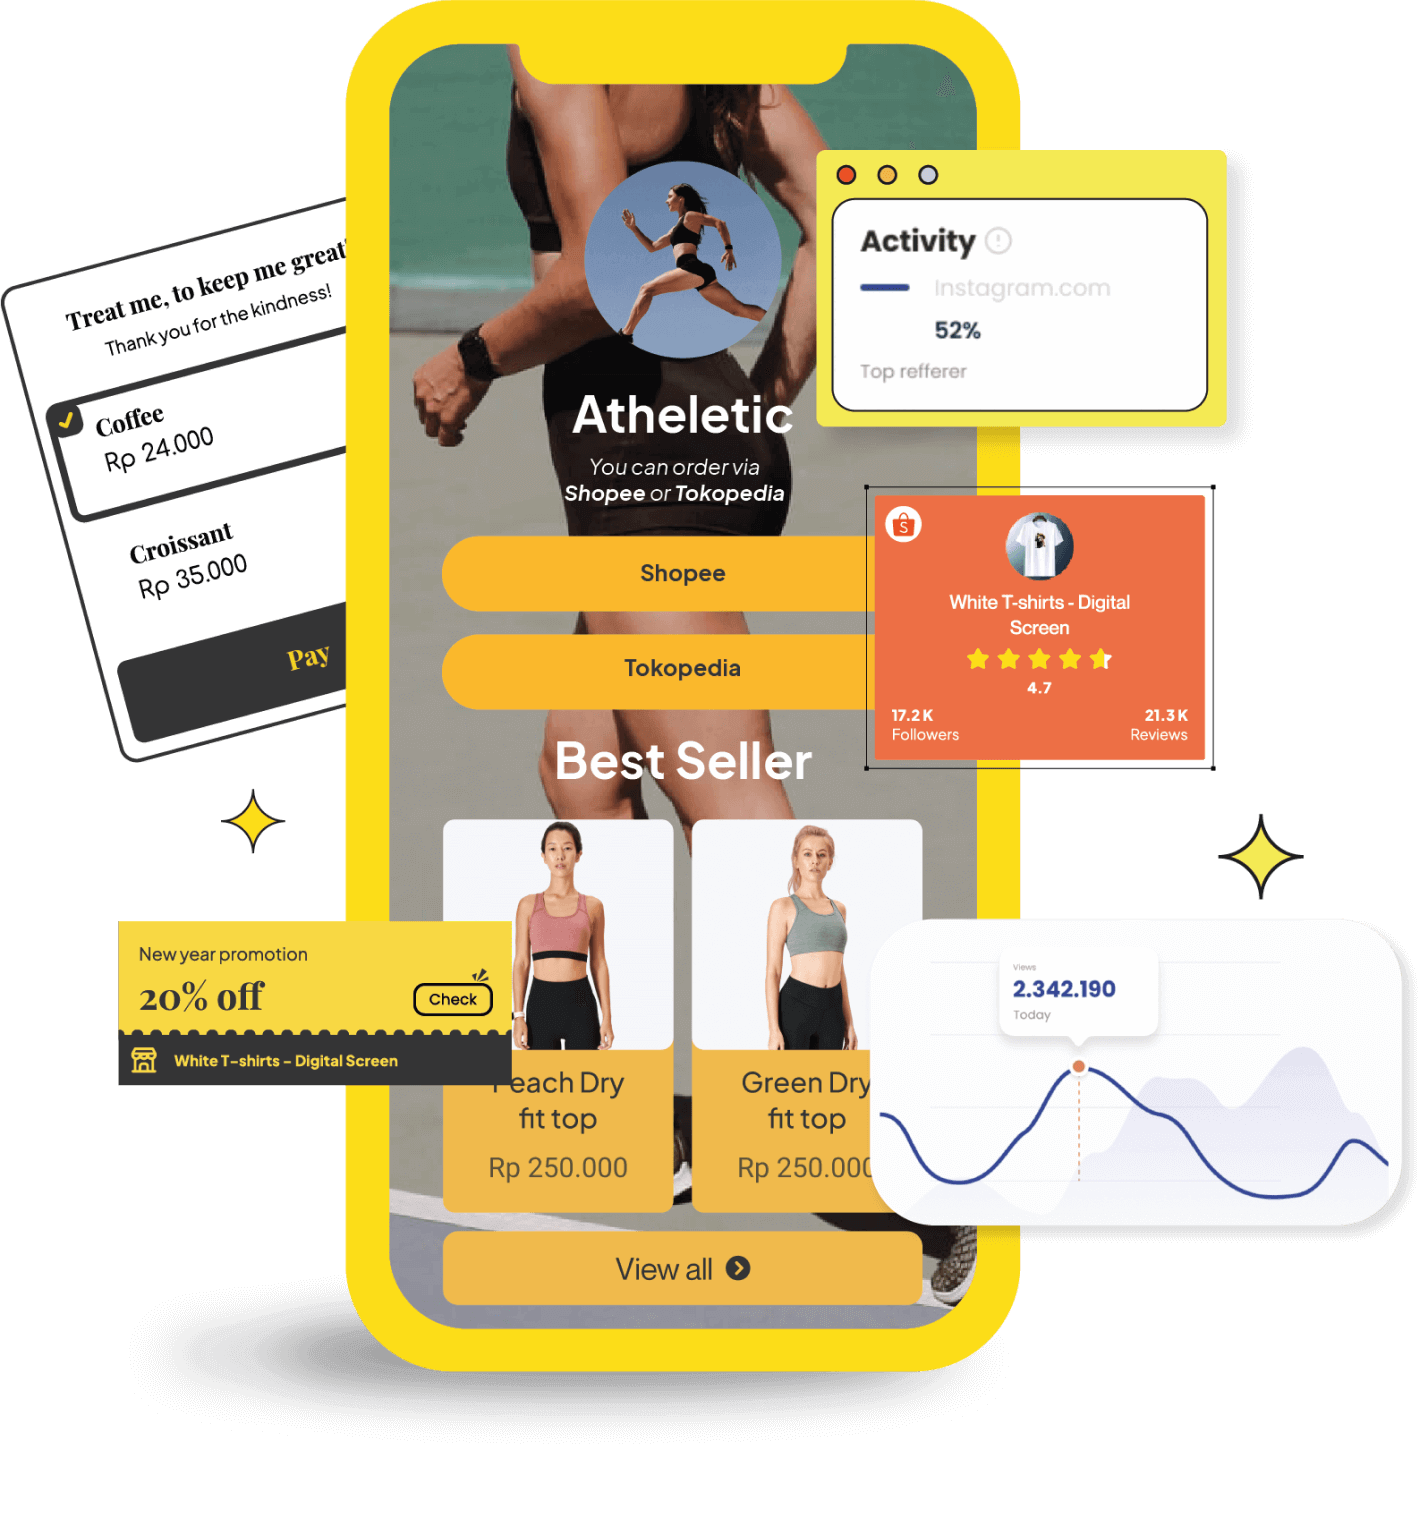 Treat me, to keep me great!
Thank you for the kindness!
Coffee
Rp 24.000
Croissant
Rp 35.000
Pay
Atheletic
You can order via
Shopee or Tokopedia
Shopee
Tokopedia
Best Seller
Peach Dry
fit top
Rp 250.000
Green Dry
fit top
Rp 250.000
View all
Activity
Instagram.com
52%
Top refferer
S
White T-shirts - Digital
Screen
4.7
17.2 K
Followers
21.3 K
Reviews
New year promotion
20% off
Check
White T-shirts - Digital Screen
Views
2.342.190
Today